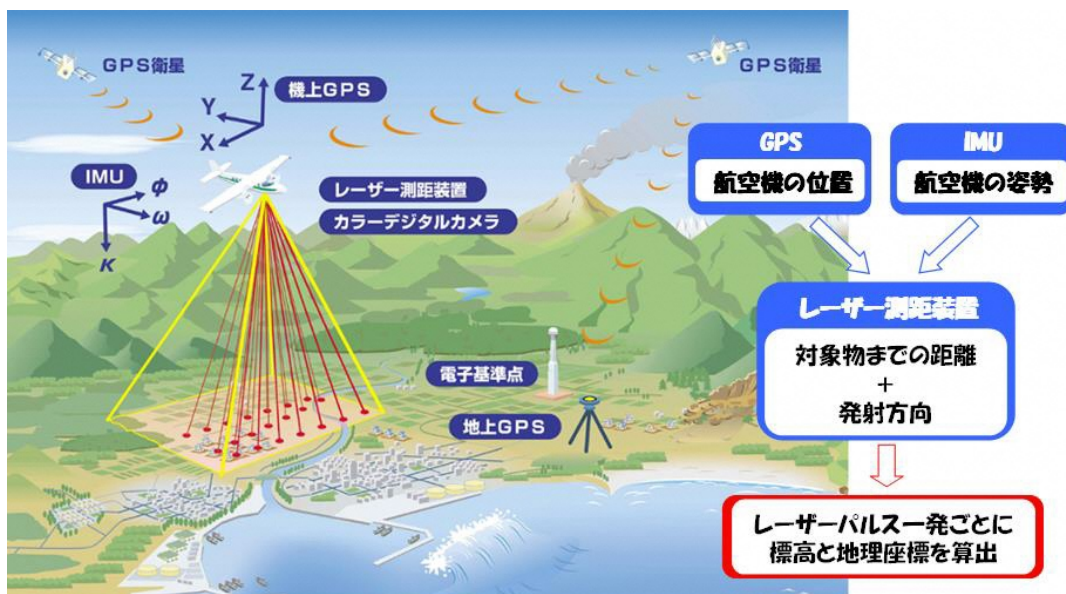 GPS衛星
GPS衛星
Z
機上GPS
Y
X
IMU
φ
ω
κ
レーザー測距装置
カラーデジタルカメラ
電子基準点
地上GPS
GPS
航空機の位置
IMU
航空機の姿勢
レーザー測距装置
対象物までの距離
+
発射方向
レーザーパルス一発ごとに
標高と地理座標を算出